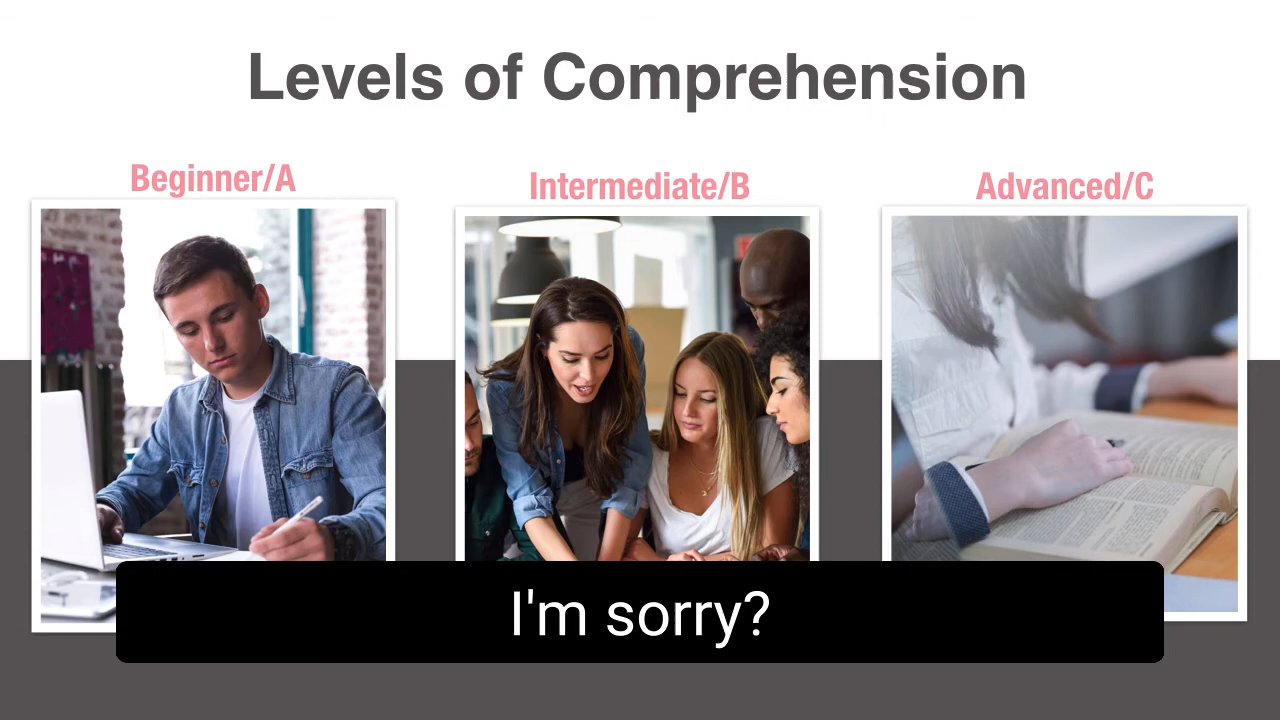 Levels of Comprehension
Beginner/A
Intermediate/B
Advanced/C
I'm sorry?